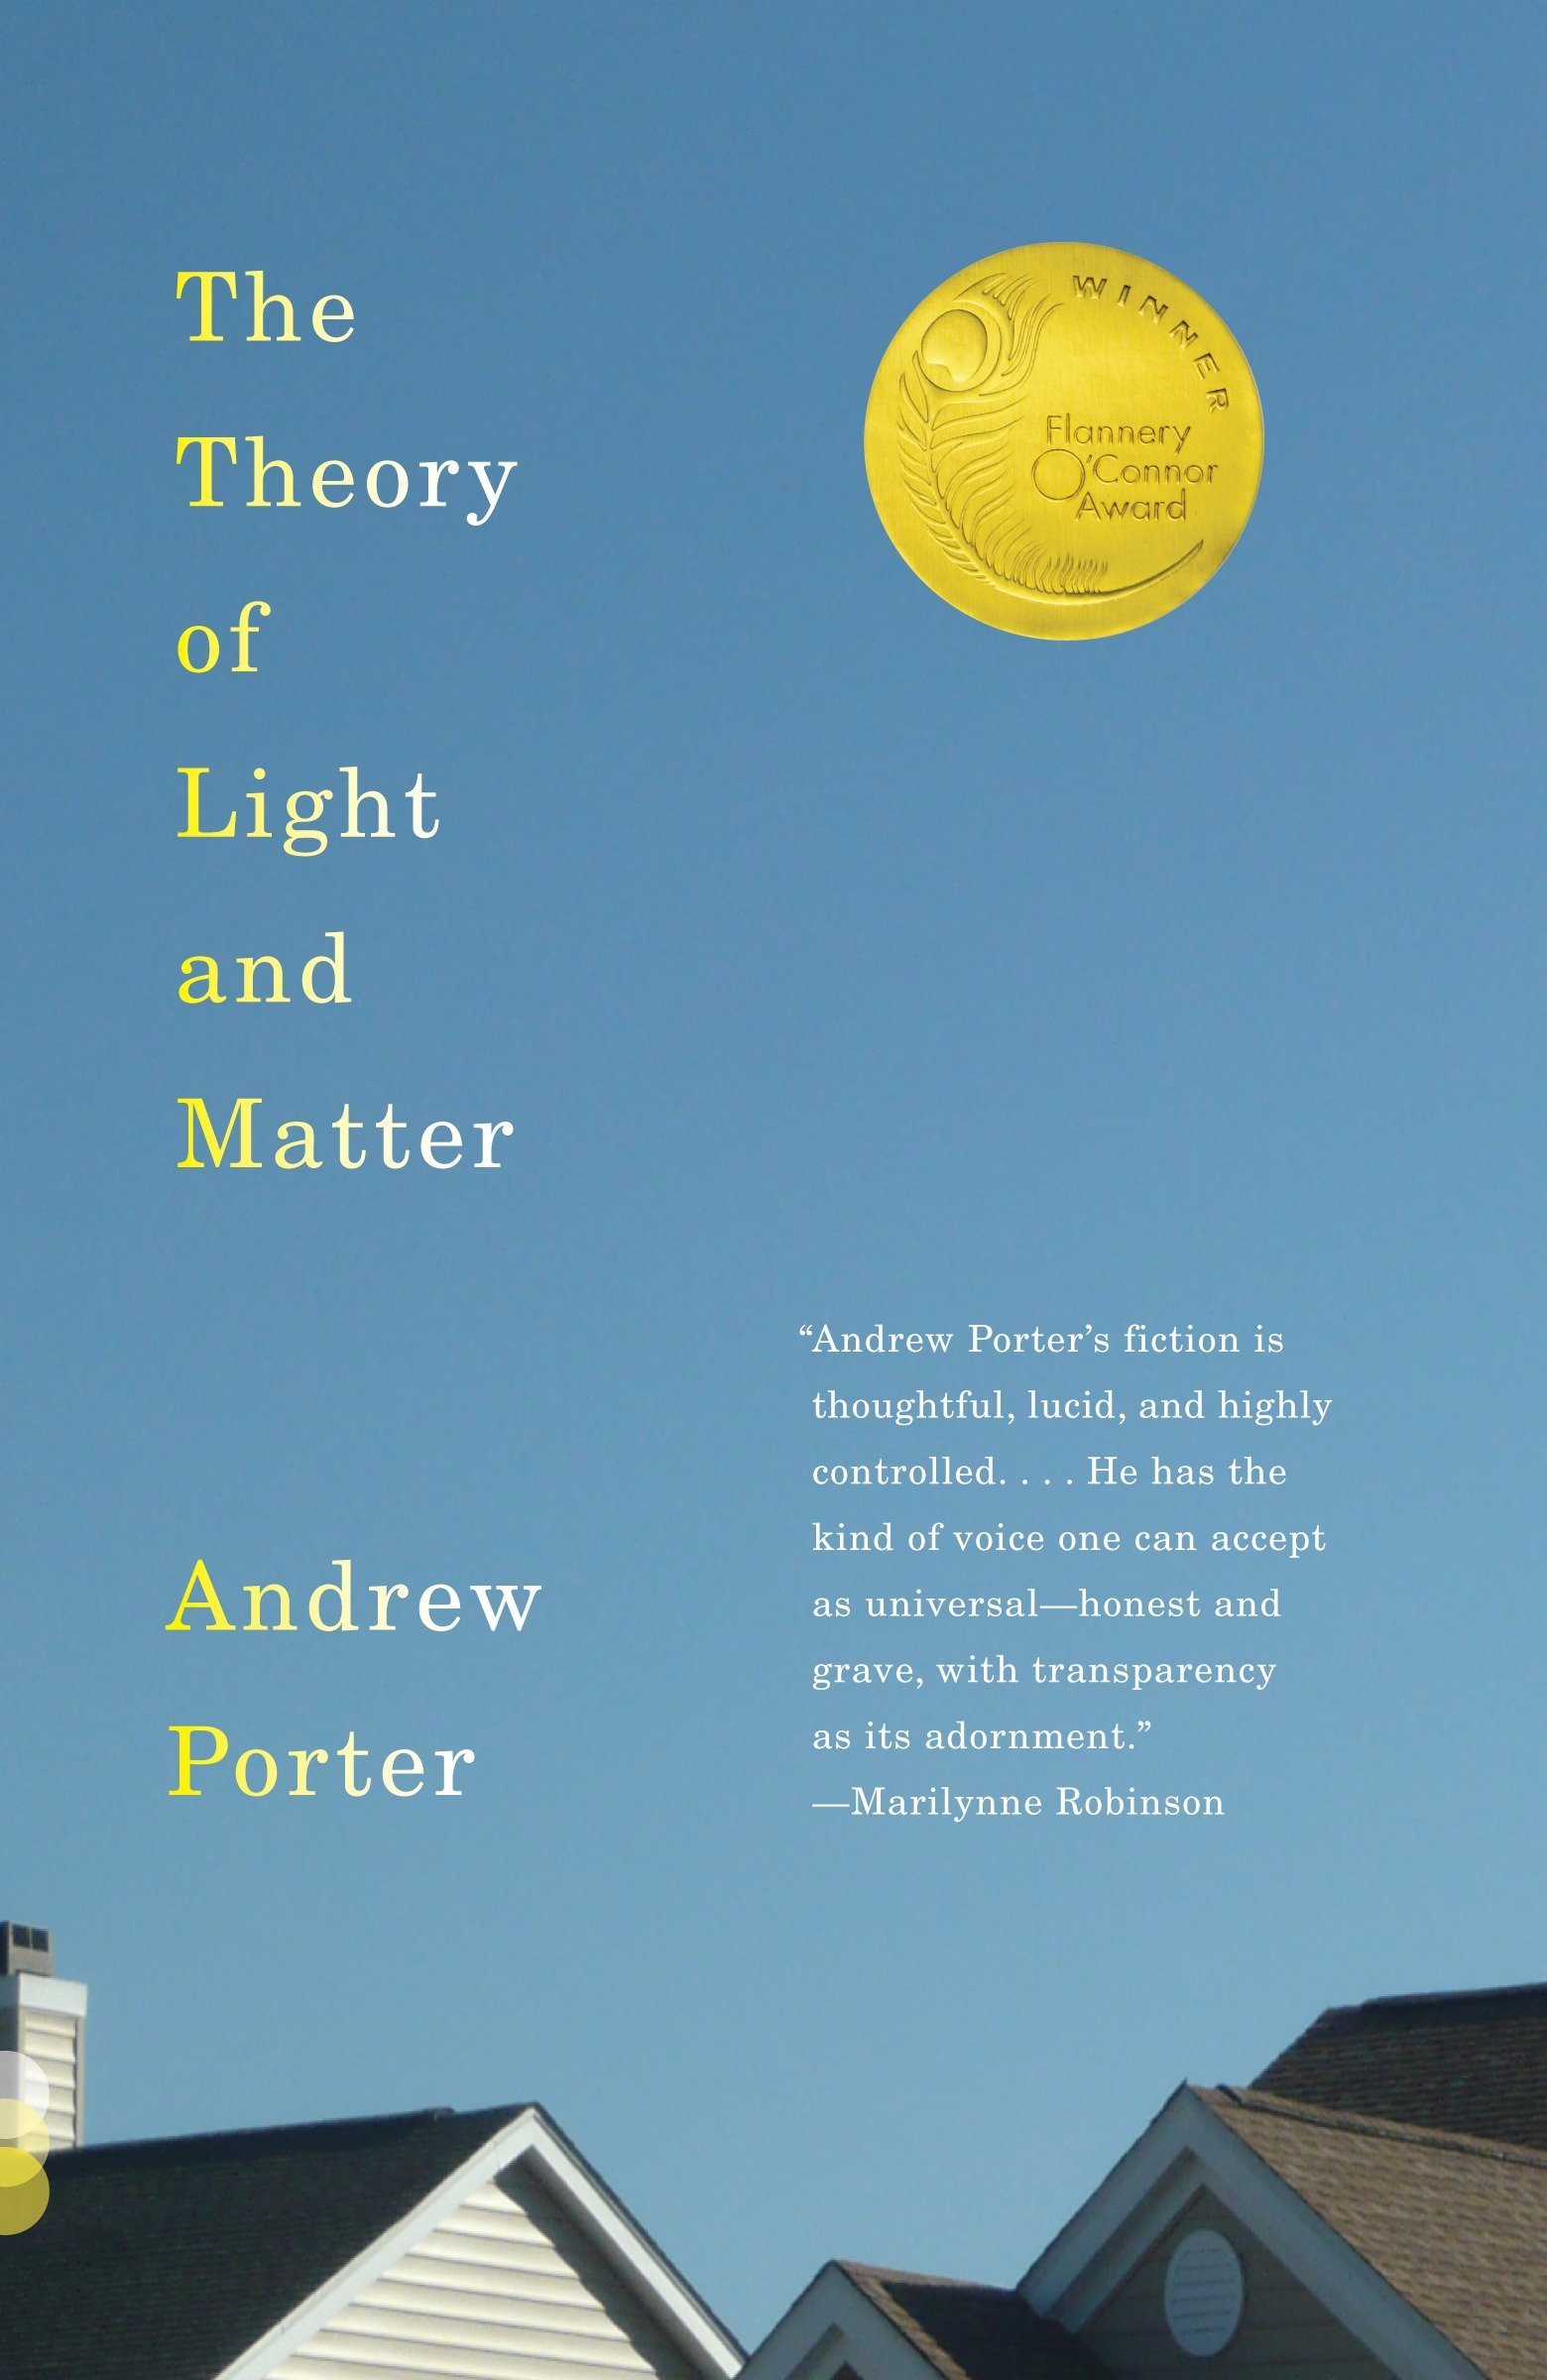 The
Theory
of
Light
and
Matter
WINNER
Flannery
O'Connor
Award
Andrew
Porter
“Andrew Porter’s fiction is
thoughtful, lucid, and highly
controlled. . . . He has the
kind of voice one can accept
as universal—honest and
grave, with transparency
as its adornment.”
—Marilynne Robinson